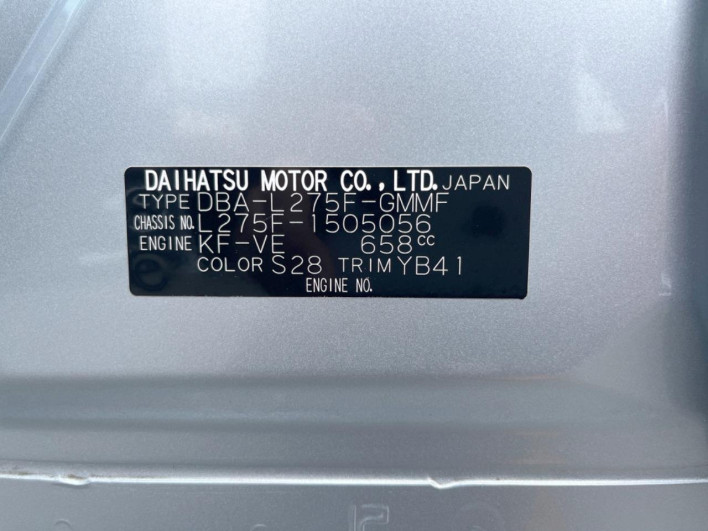 DAIHATSU MOTOR CO., LTD. JAPAN
TYPE DBA-L275F-GMMF
CHASSIS NO. L275F-1505056
ENGINE KF-VE 658cc
COLOR S28 TRIM YB41
ENGINE NO.